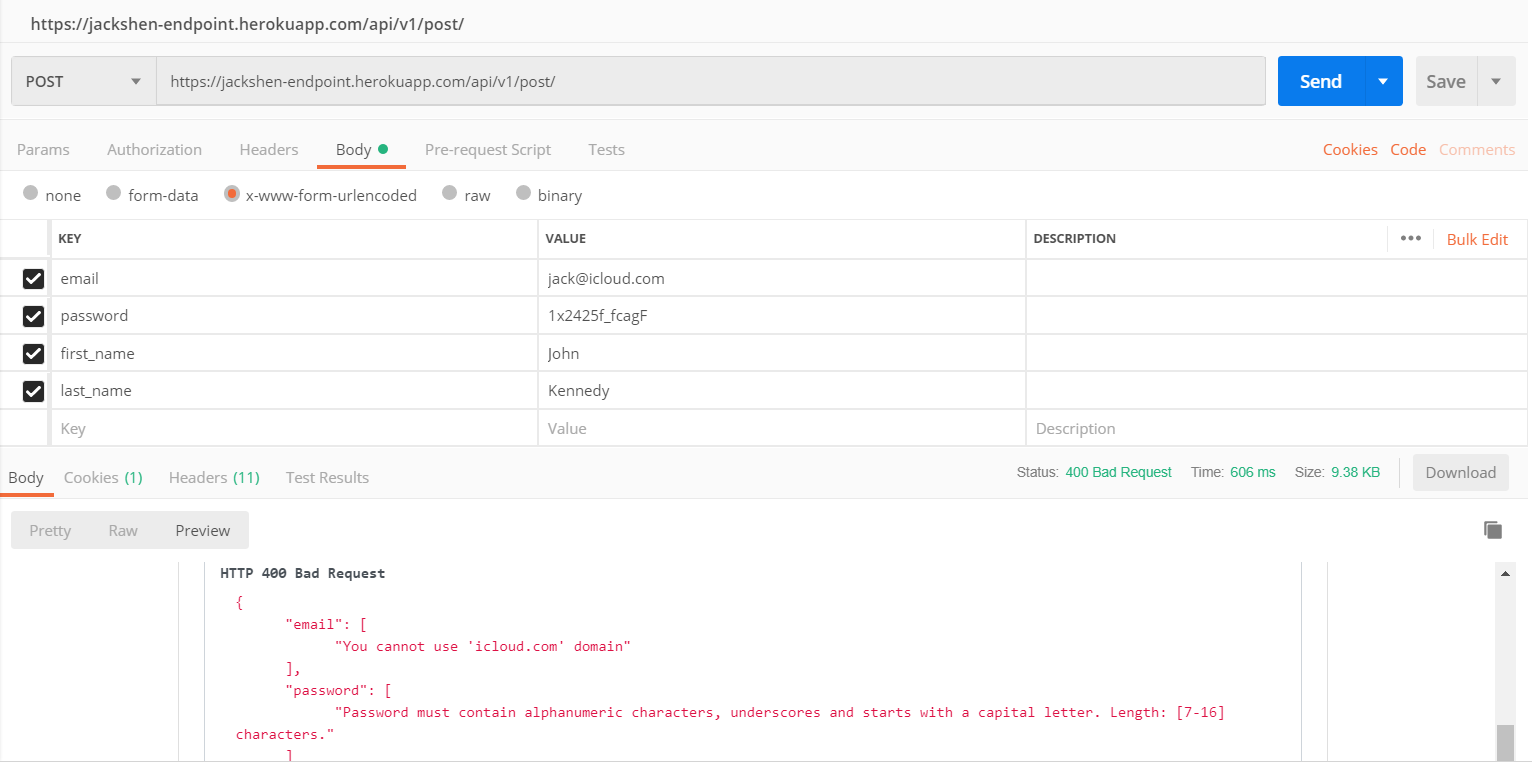 https://jackshen-endpoint.herokuapp.com/api/v1/post/
POST https://jackshen-endpoint.herokuapp.com/api/v1/post/ Send Save
Params Authorization Headers Body Pre-request Script Tests Cookies Code Comments
none form-data x-www-form-urlencoded raw binary
KEY VALUE DESCRIPTION ••• Bulk Edit
email jack@icloud.com
password 1x2425f_fcagF
first_name John
last_name Kennedy
Key Value Description
Body Cookies (1) Headers (11) Test Results Status: 400 Bad Request Time: 606 ms Size: 9.38 KB Download
Pretty Raw Preview
HTTP 400 Bad Request
{
"email": [
"You cannot use 'icloud.com' domain"
],
"password": [
"Password must contain alphanumeric characters, underscores and starts with a capital letter. Length: [7-16]
characters."
]